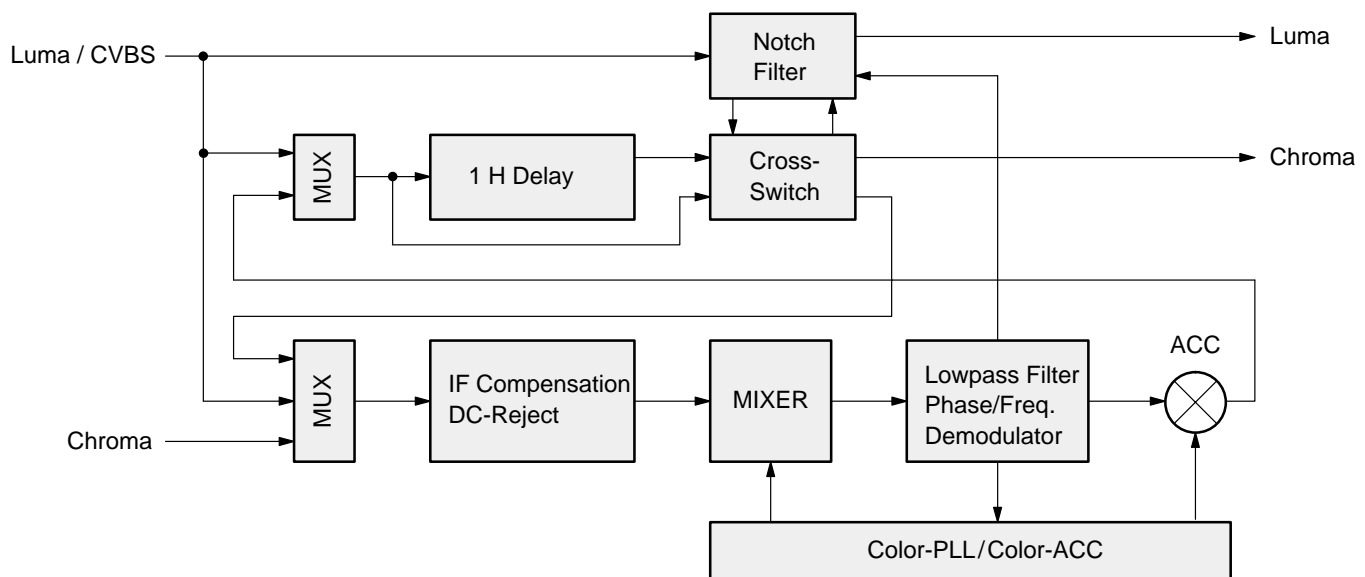 Luma / CVBS
Notch
Filter
Luma
MUX
1 H Delay
Cross-
Switch
Chroma
MUX
IF Compensation
DC-Reject
MIXER
Lowpass Filter
Phase/Freq.
Demodulator
ACC
Chroma
Color-PLL/Color-ACC